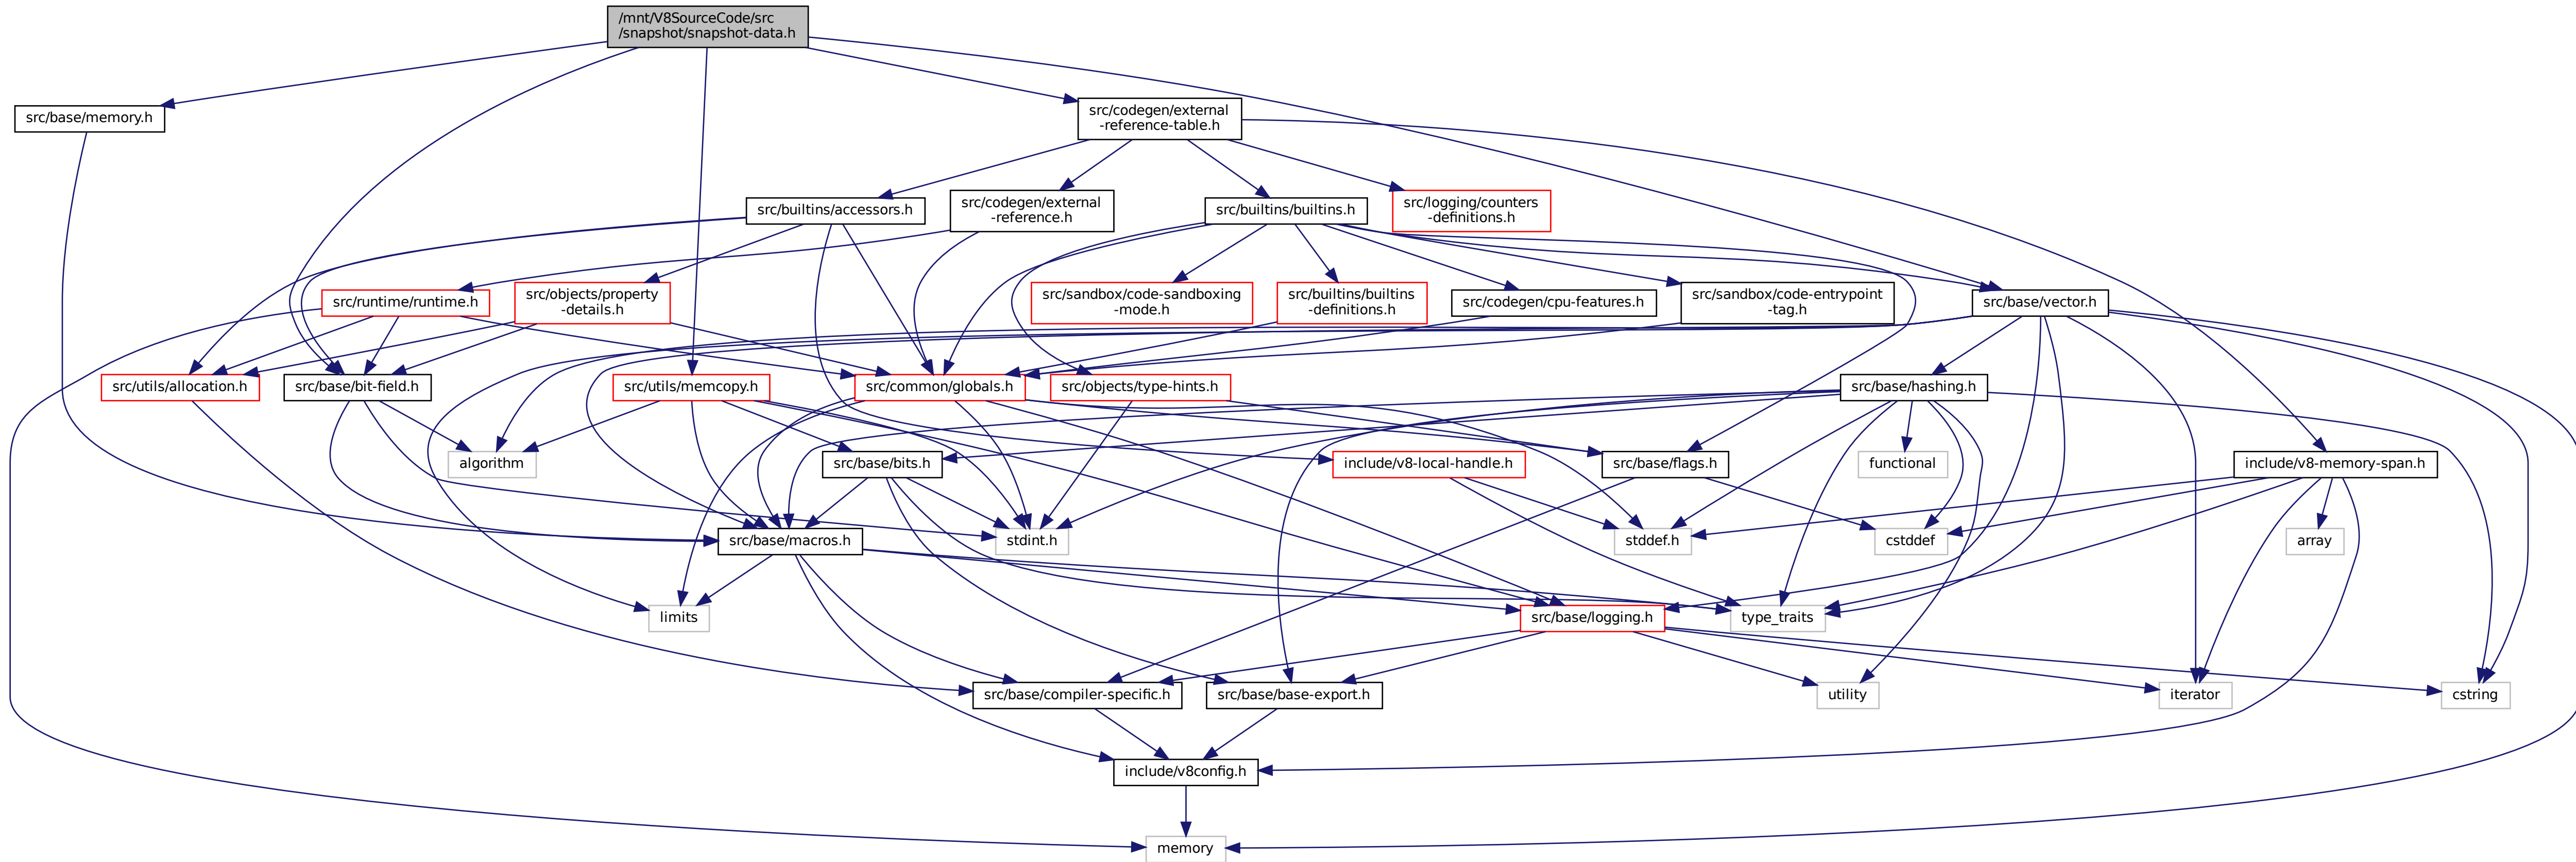 /mnt/V8SourceCode/src
/snapshot/snapshot-data.h
src/base/memory.h
src/codegen/external
-reference-table.h
src/builtins/accessors.h
src/codegen/external
-reference.h
src/builtins/builtins.h
src/logging/counters
-definitions.h
src/runtime/runtime.h
src/objects/property
-details.h
src/sandbox/code-sandboxing
-mode.h
src/builtins/builtins
-definitions.h
src/codegen/cpu-features.h
src/sandbox/code-entrypoint
-tag.h
src/base/vector.h
src/utils/allocation.h
src/base/bit-field.h
src/utils/memcopy.h
src/common/globals.h
src/objects/type-hints.h
src/base/hashing.h
algorithm
src/base/bits.h
include/v8-local-handle.h
src/base/flags.h
functional
include/v8-memory-span.h
src/base/macros.h
stdint.h
stddef.h
cstddef
array
limits
src/base/logging.h
type_traits
src/base/compiler-specific.h
src/base/base-export.h
utility
iterator
cstring
include/v8config.h
memory